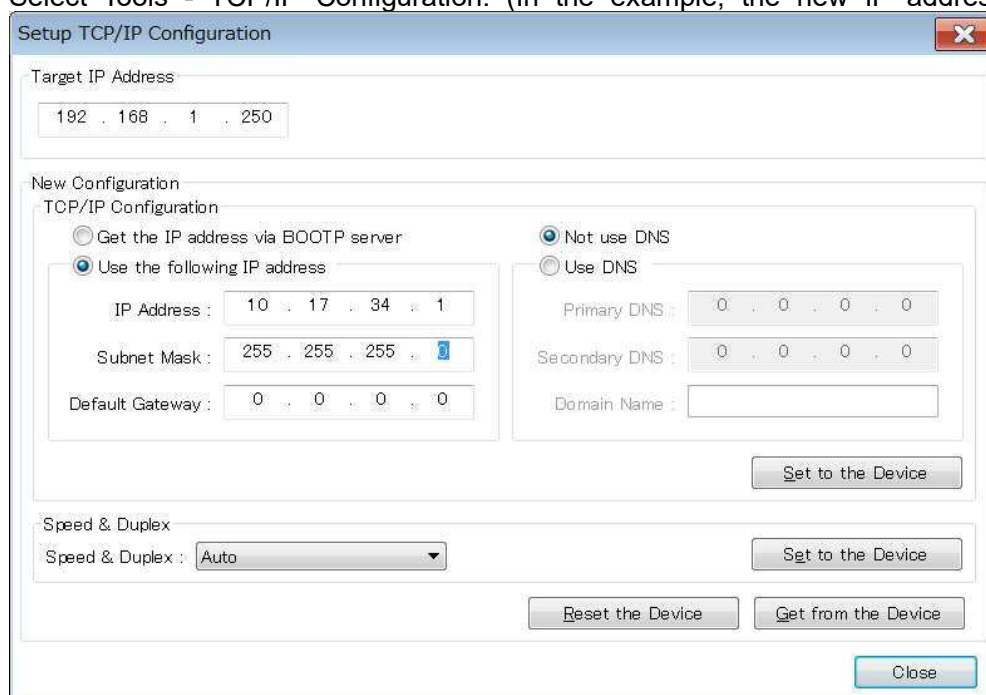 Select Tools - TCP/IP Configuration. (In the example, the new IP addres
Setup TCP/IP Configuration
Target IP Address
192 . 168 . 1 . 250
New Configuration
TCP/IP Configuration
Get the IP address via BOOTP server
Not use DNS
Use the following IP address
Use DNS
IP Address : 10 . 17 . 34 . 1
Primary DNS : 0 . 0 . 0 . 0
Subnet Mask : 255 . 255 . 255 . 0
Secondary DNS : 0 . 0 . 0 . 0
Default Gateway : 0 . 0 . 0 . 0
Domain Name :
Set to the Device
Speed & Duplex
Speed & Duplex : Auto
Set to the Device
Reset the Device
Get from the Device
Close